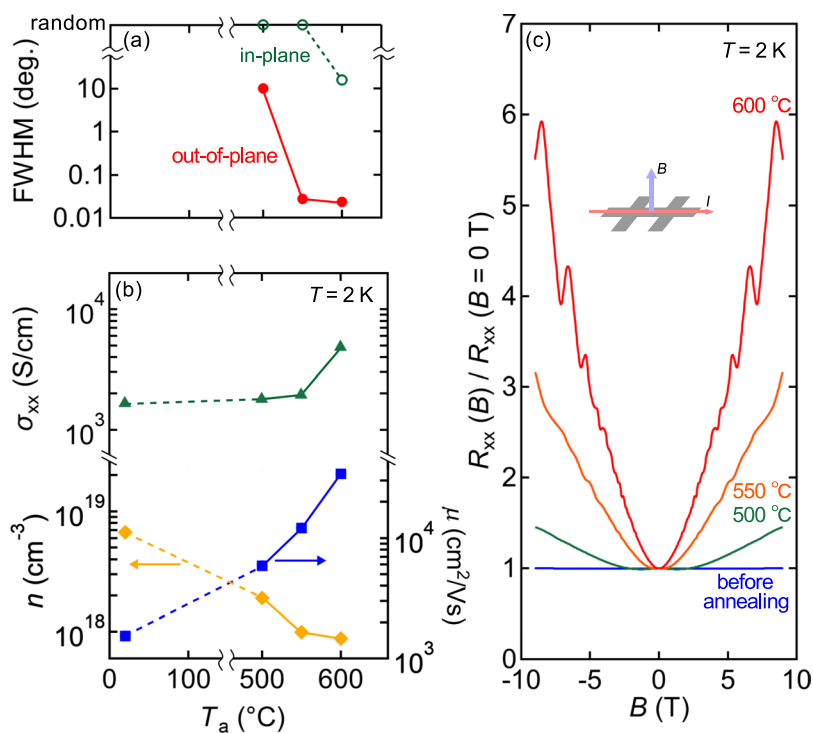 random
(a)
in-plane
10
1
0.1
0.01
FWHM (deg.)
out-of-plane
(b)
T = 2 K
10⁴
10³
σxx (S/cm)
10¹⁹
10¹⁸
n (cm⁻³)
10⁴
10³
μ (cm²/Vs)
0
100
500
600
Tₐ (°C)
(c)
T = 2 K
600 °C
B
I
550 °C
500 °C
before
annealing
7
6
5
4
3
2
1
0
Rxx (B) / Rxx (B = 0 T)
-10
-5
0
5
10
B (T)